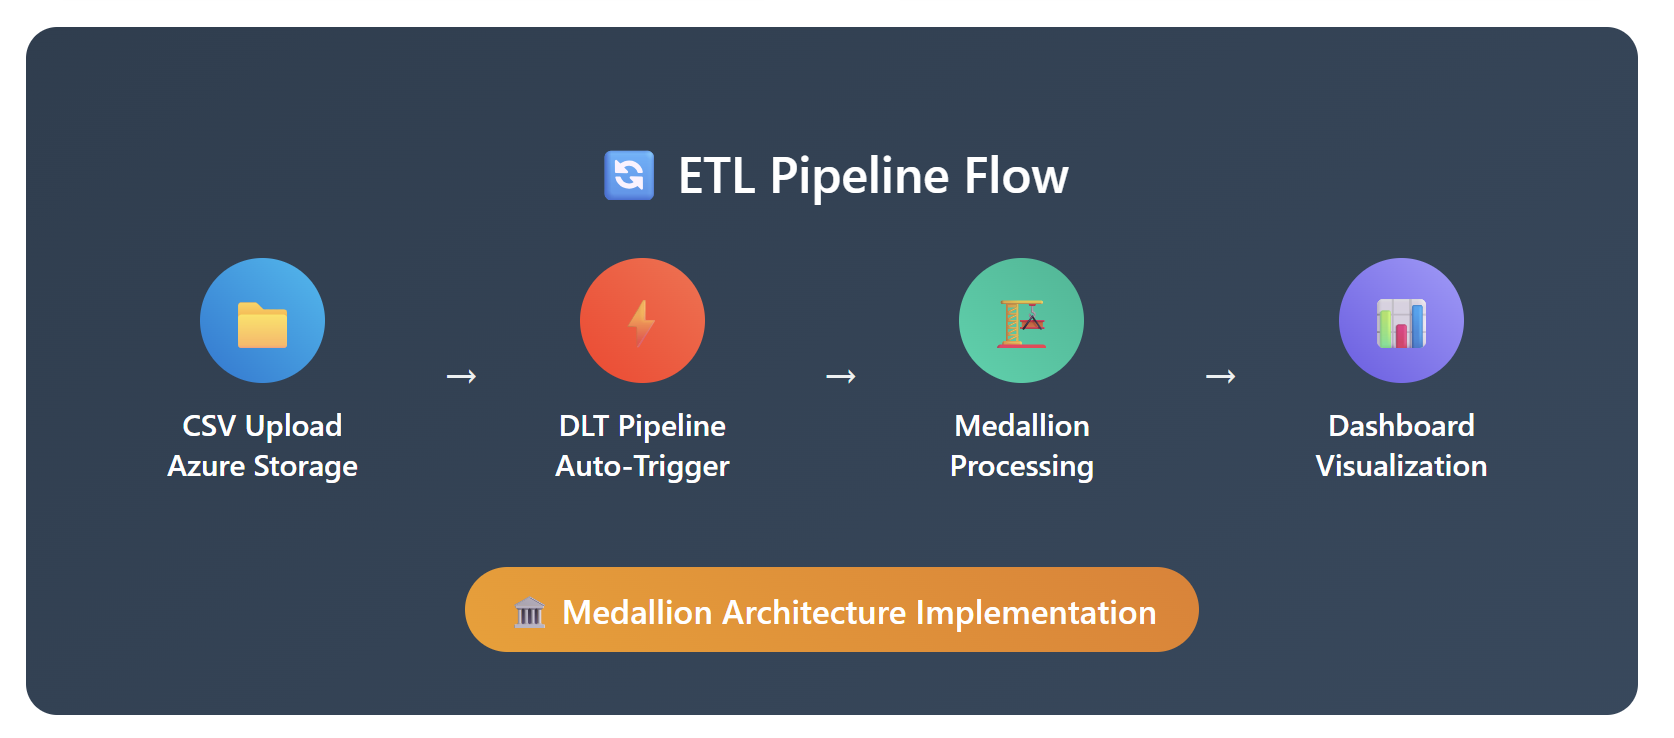 ETL Pipeline Flow
CSV Upload
Azure Storage
→
DLT Pipeline
Auto-Trigger
→
Medallion
Processing
→
Dashboard
Visualization
Medallion Architecture Implementation